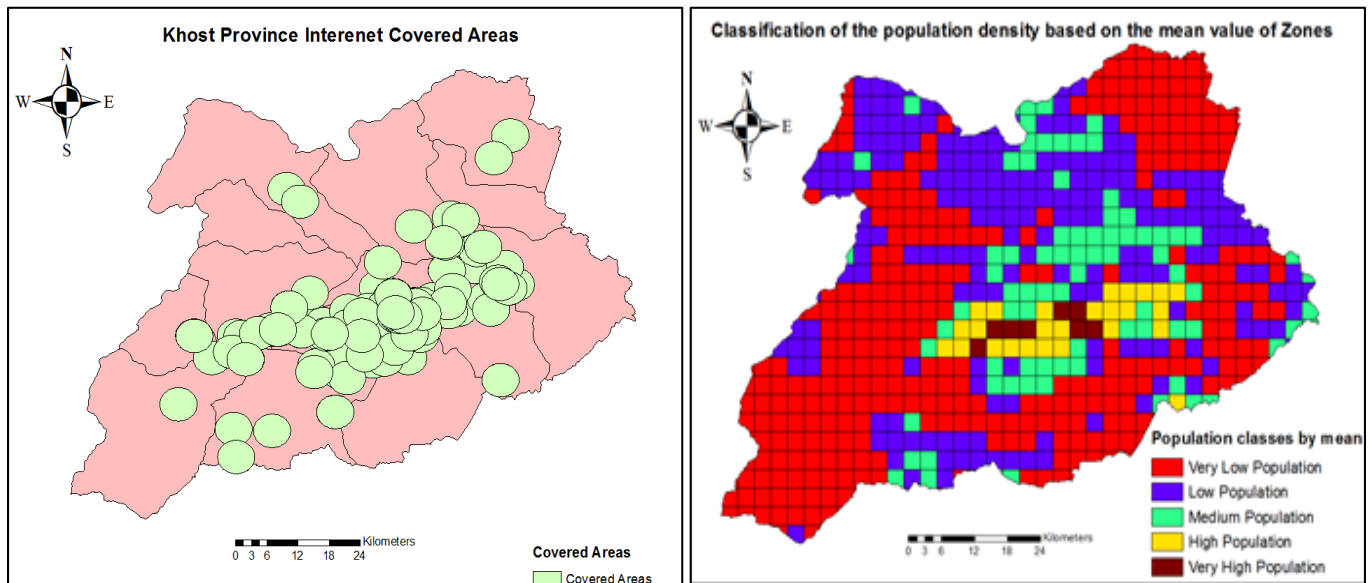 Khost Province Interenet Covered Areas
N
W E
S
Kilometers
0 3 6 12 18 24
Covered Areas
Covered Areas
Classification of the population density based on the mean value of Zones
N
W E
S
Kilometers
0 3 6 12 18 24
Population classes by mean
Very Low Population
Low Population
Medium Population
High Population
Very High Population